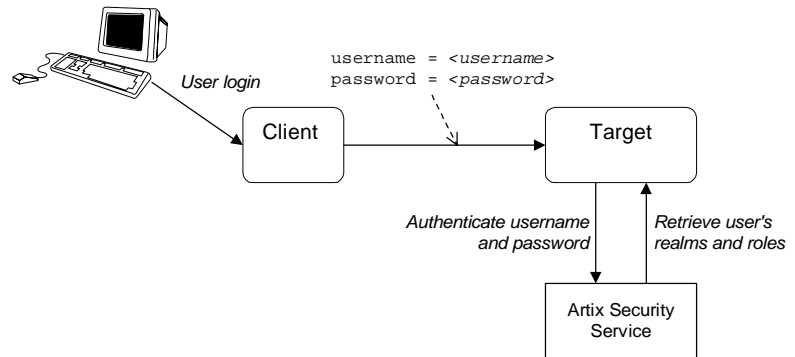 username = <username>
password = <password>
User login
Client
Target
Authenticate username
and password
Retrieve user's
realms and roles
Artix Security
Service